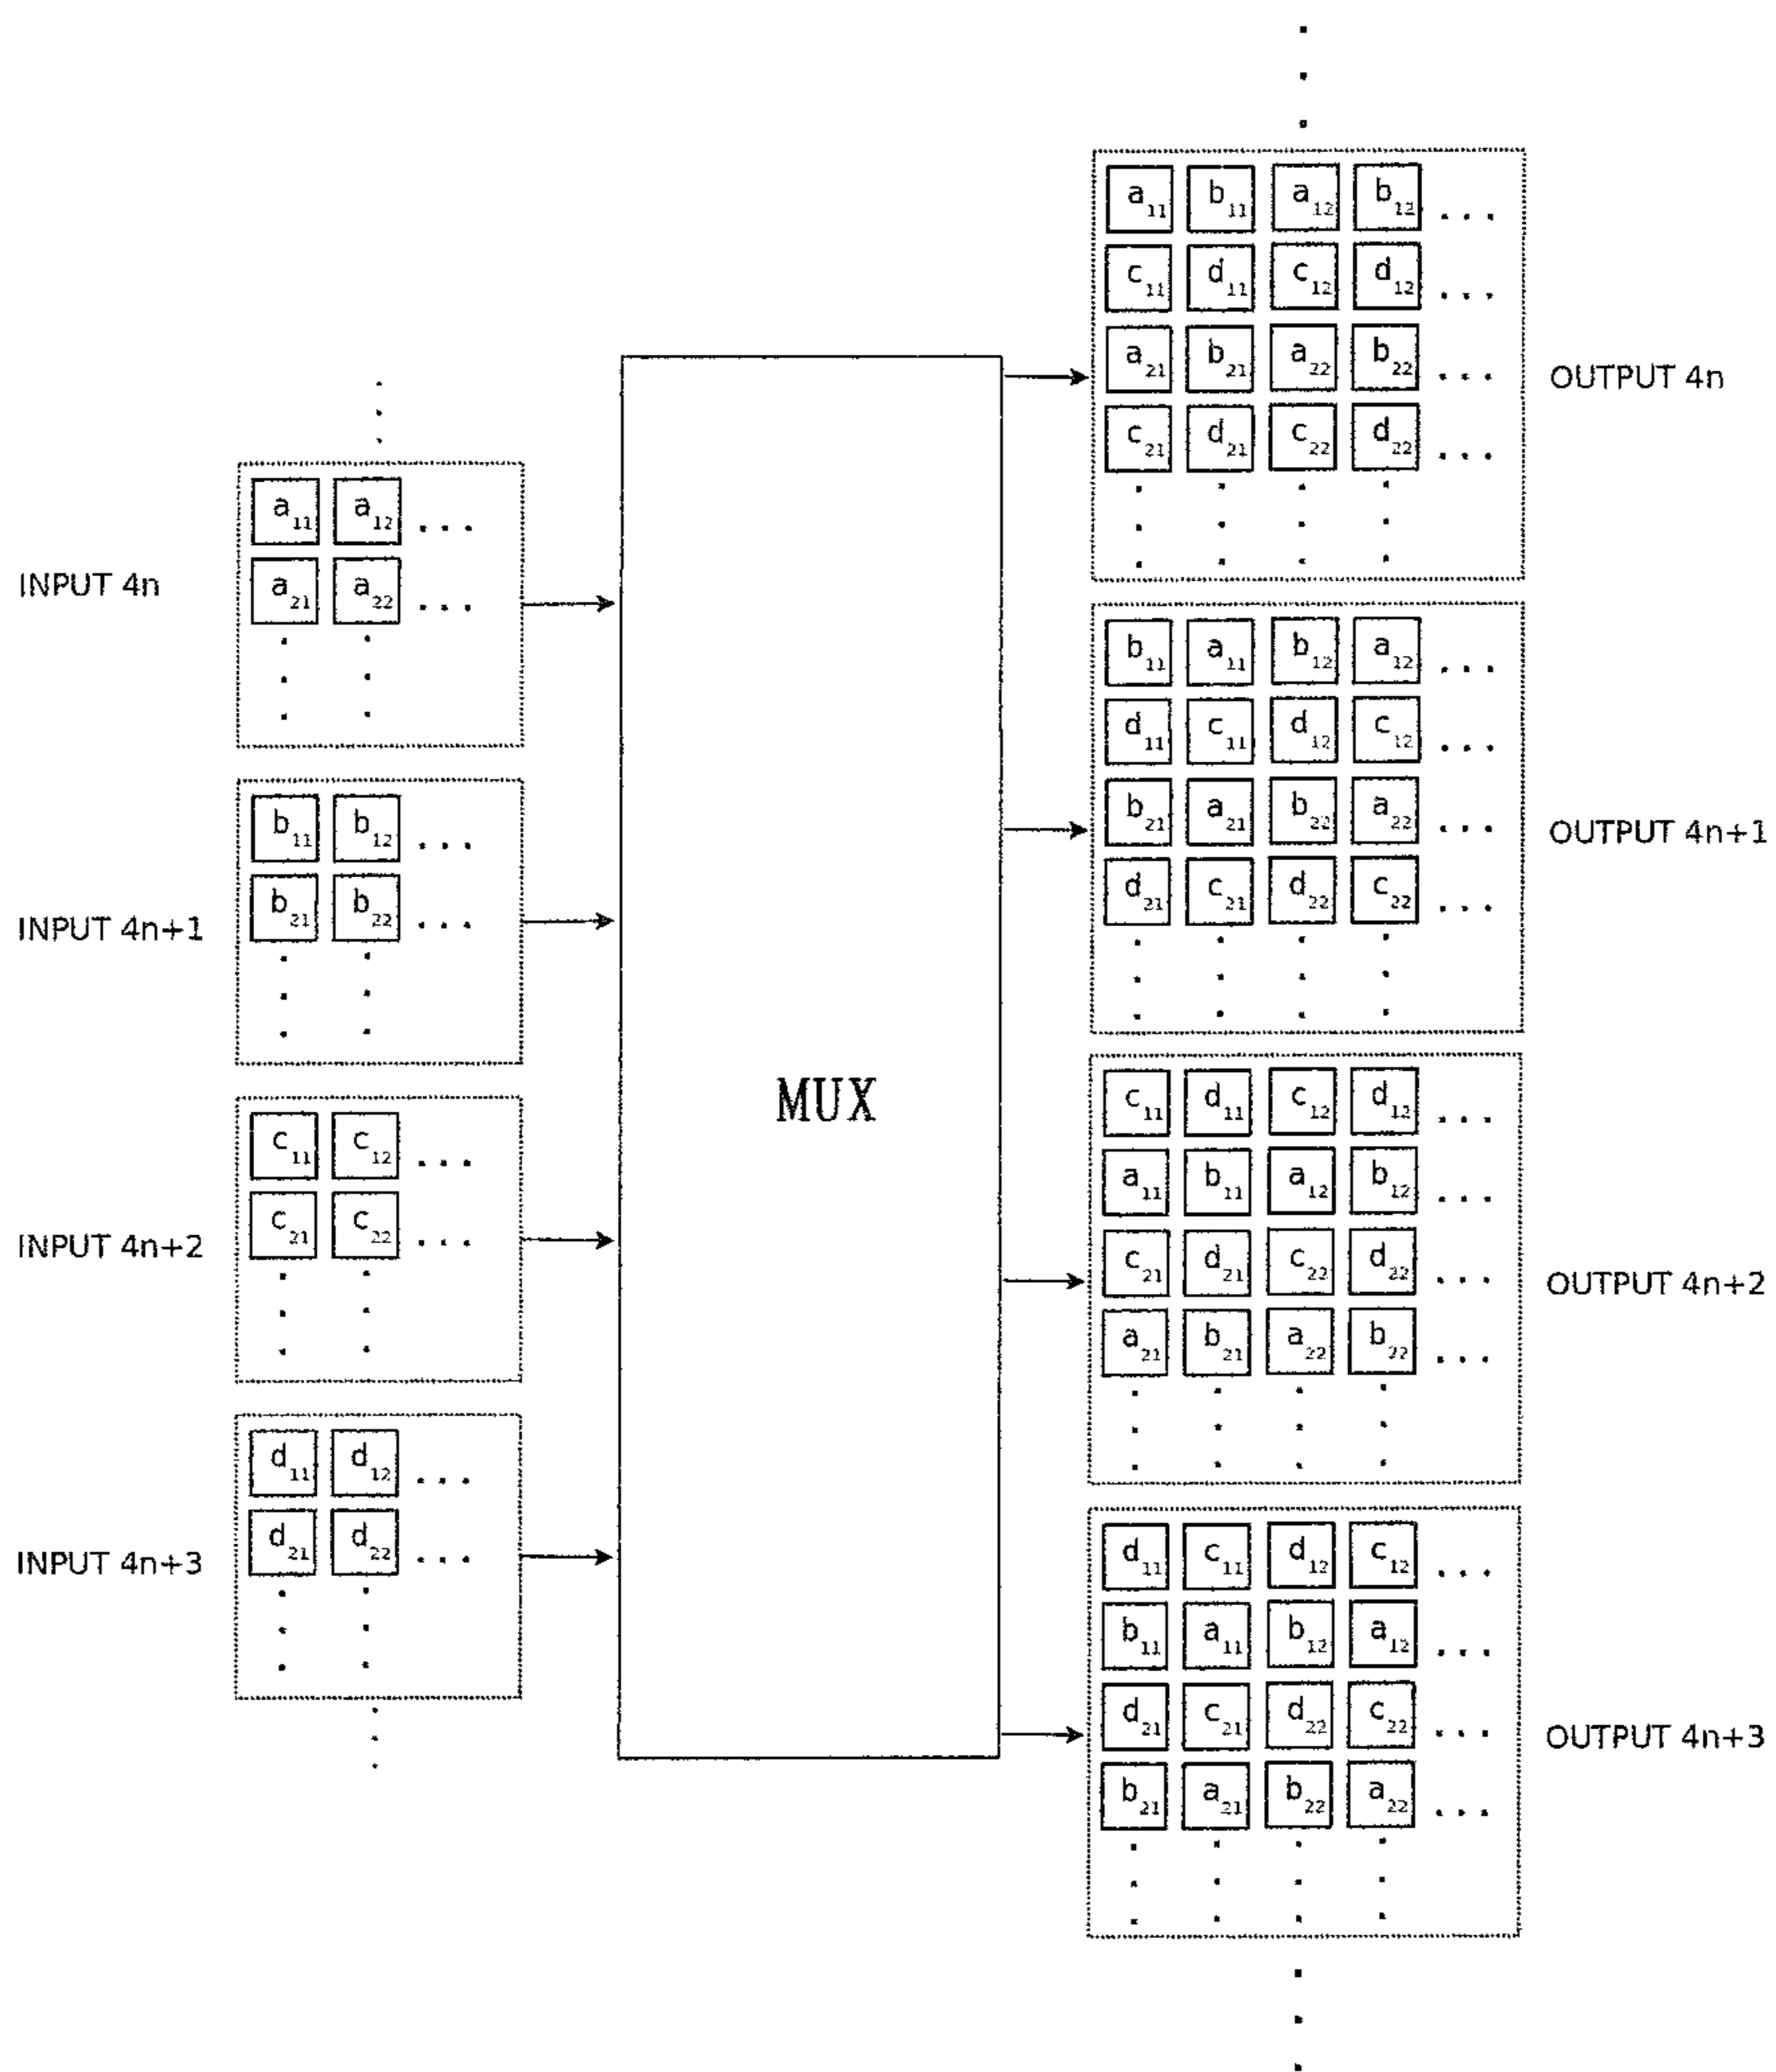 INPUT 4n
a11 a12 ...
a21 a22 ...
INPUT 4n+1
b11 b12 ...
b21 b22 ...
INPUT 4n+2
c11 c12 ...
c21 c22 ...
INPUT 4n+3
d11 d12 ...
d21 d22 ...
MUX
a11 b11 a12 b12 ...
c11 d11 c12 d12 ...
a21 b21 a22 b22 ...
c21 d21 c22 d22 ...
OUTPUT 4n
b11 a11 b12 a12 ...
d11 c11 d12 c12 ...
b21 a21 b22 a22 ...
d21 c21 d22 c22 ...
OUTPUT 4n+1
c11 d11 c12 d12 ...
a11 b11 a12 b12 ...
c21 d21 c22 d22 ...
a21 b21 a22 b22 ...
OUTPUT 4n+2
d11 c11 d12 c12 ...
b11 a11 b12 a12 ...
d21 c21 d22 c22 ...
b21 a21 b22 a22 ...
OUTPUT 4n+3